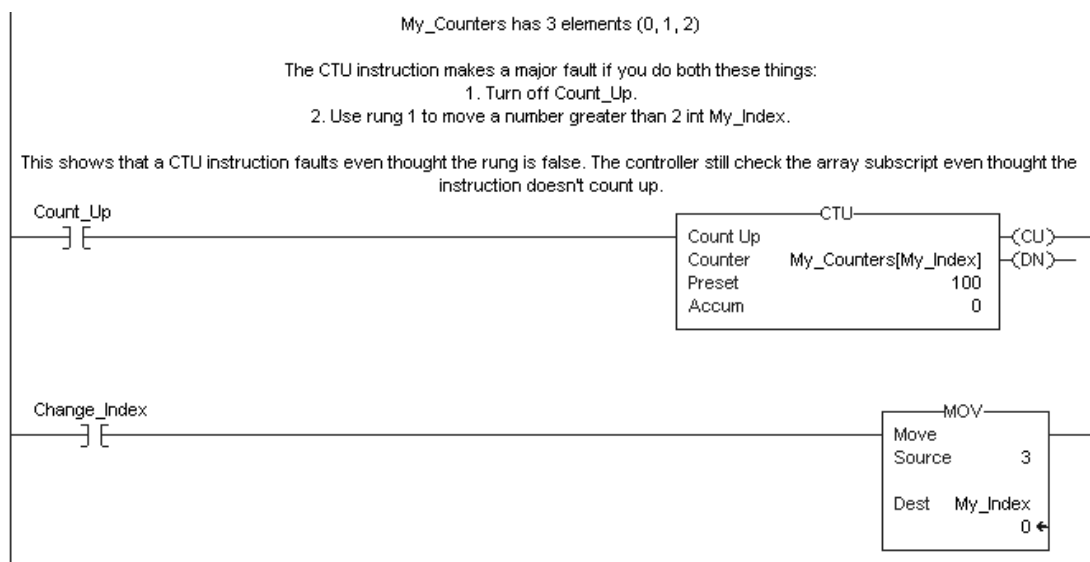 My_Counters has 3 elements (0, 1, 2)
The CTU instruction makes a major fault if you do both these things:
1. Turn off Count_Up.
2. Use rung 1 to move a number greater than 2 int My_Index.
This shows that a CTU instruction faults even thought the rung is false. The controller still check the array subscript even thought the
instruction doesn't count up.
Count_Up
CTU
Count Up
Counter My_Counters[My_Index]
Preset 100
Accum 0
CU
DN
Change_Index
MOV
Move
Source 3
Dest My_Index
0